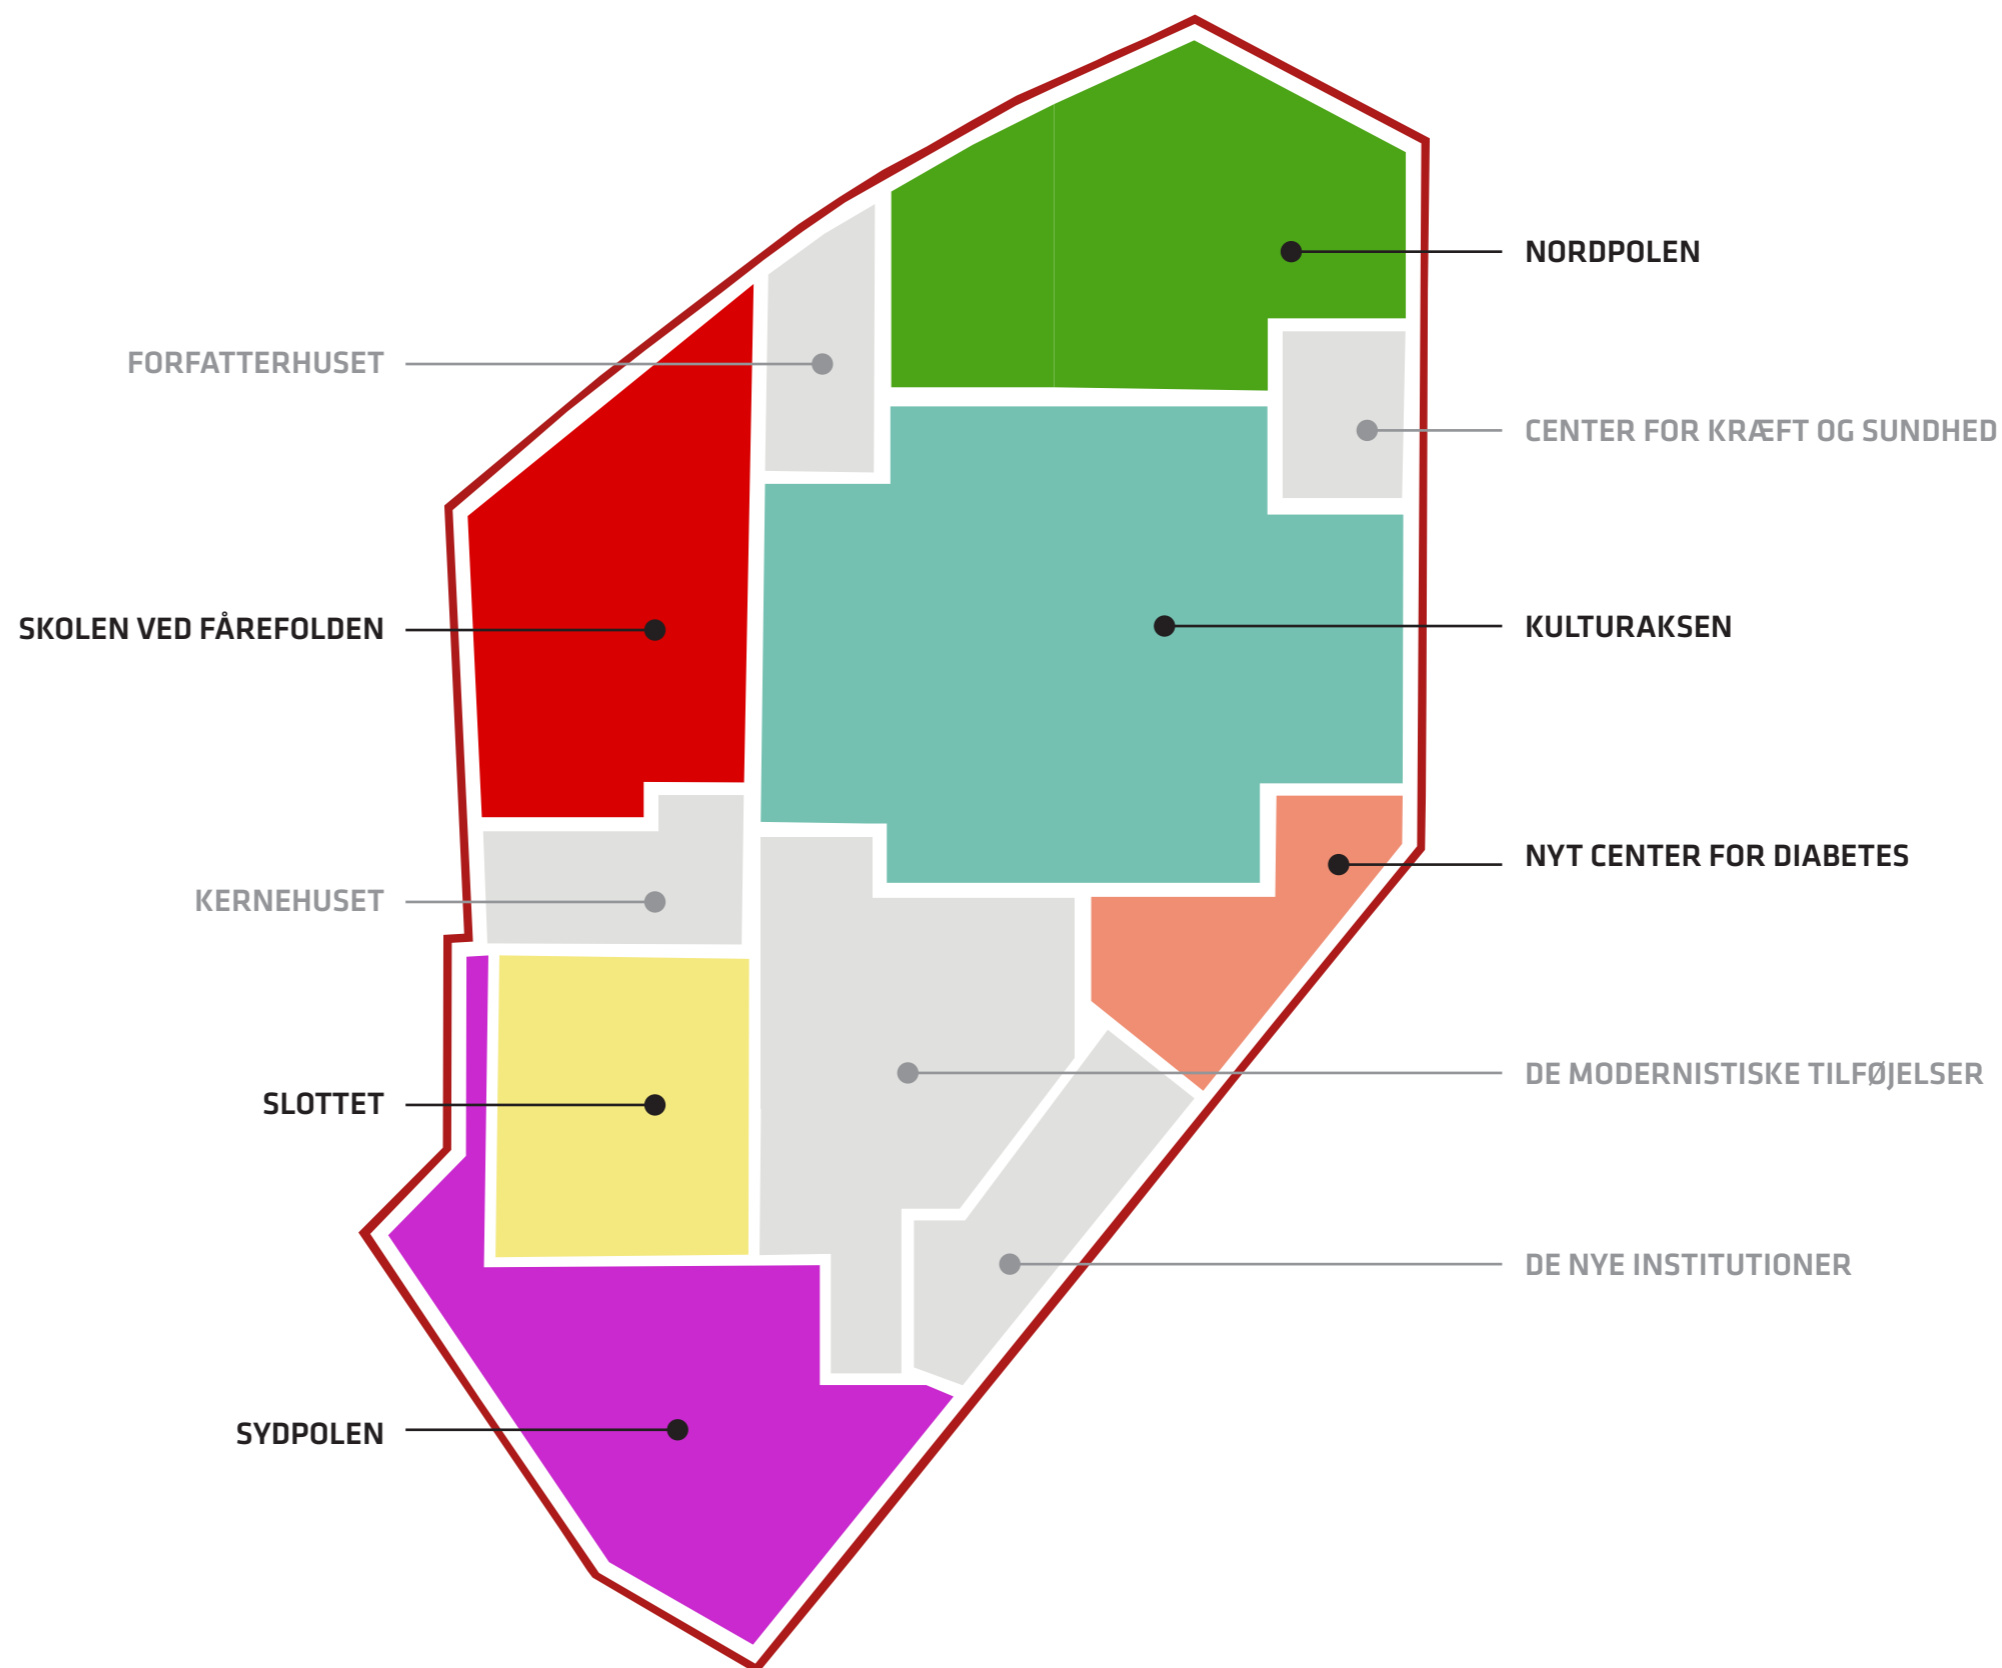 NORDPOLEN
FORFATTERHUSET
CENTER FOR KRÆFT OG SUNDHED
SKOLEN VED FÅREFOLDEN
KULTURAKSEN
NYT CENTER FOR DIABETES
KERNEHUSET
DE MODERNISTISKE TILFØJELSER
SLOTTET
DE NYE INSTITUTIONER
SYDPOLEN